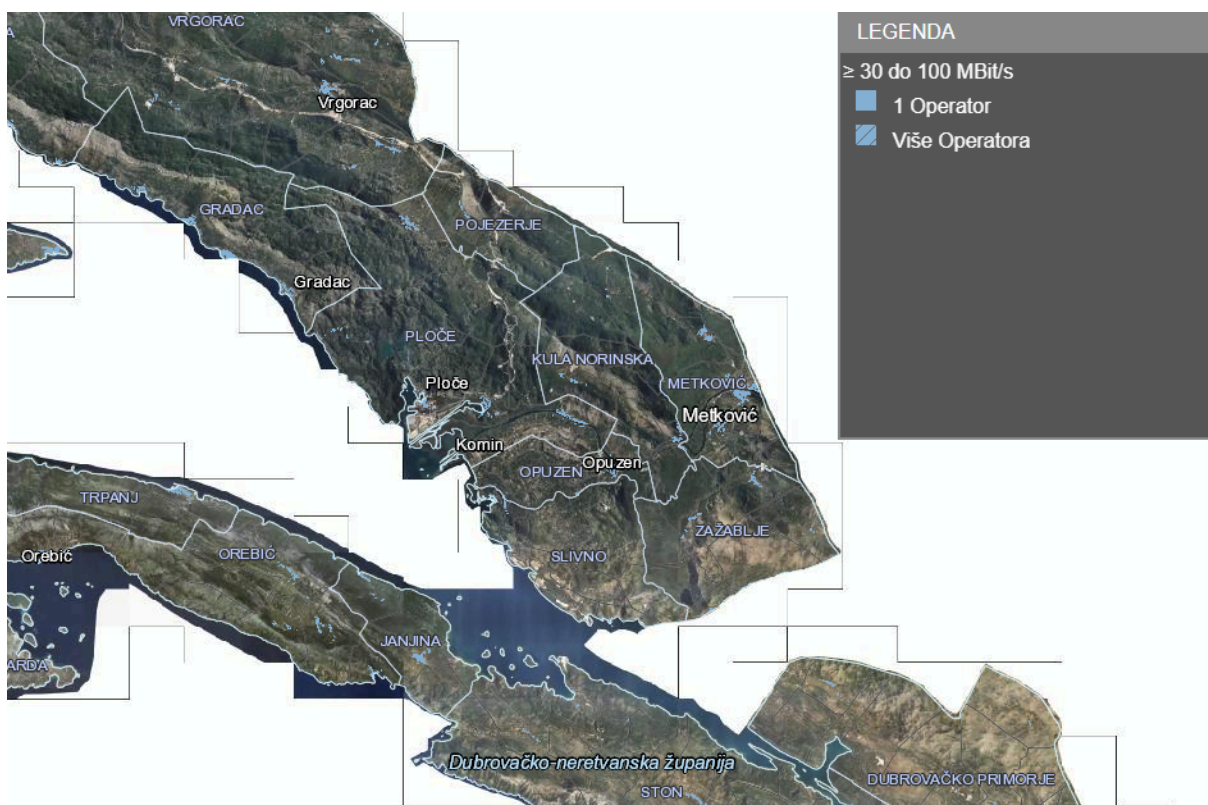 VRGORAC
Vrgorac
GRADAC
POJEZERJE
Gradac
PLOČE
KULA NORINSKA
Ploče
METKOVIĆ
Metković
Komin
Opuzen
OPUZEN
TRPANJ
ZAŽABLJE
OREBIĆ
Orebić
SLIVNO
JANJINA
Dubrovačko-neretvanska županija
DUBROVAČKO PRIMORJE
STON
LEGENDA
≥ 30 do 100 MBit/s
1 Operator
Više Operatora